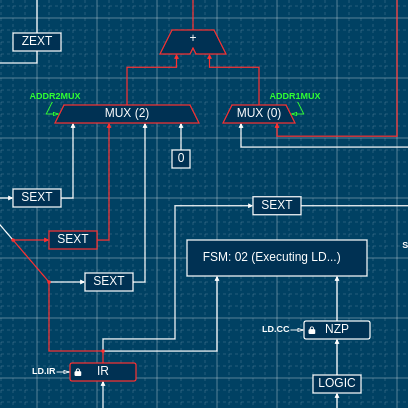 +
ZEXT
ADDR2MUX
ADDR1MUX
MUX (2)
MUX (0)
0
SEXT
SEXT
SEXT
SEXT
FSM: 02 (Executing LD...)
S
LD.CC
NZP
LD.IR
IR
LOGIC